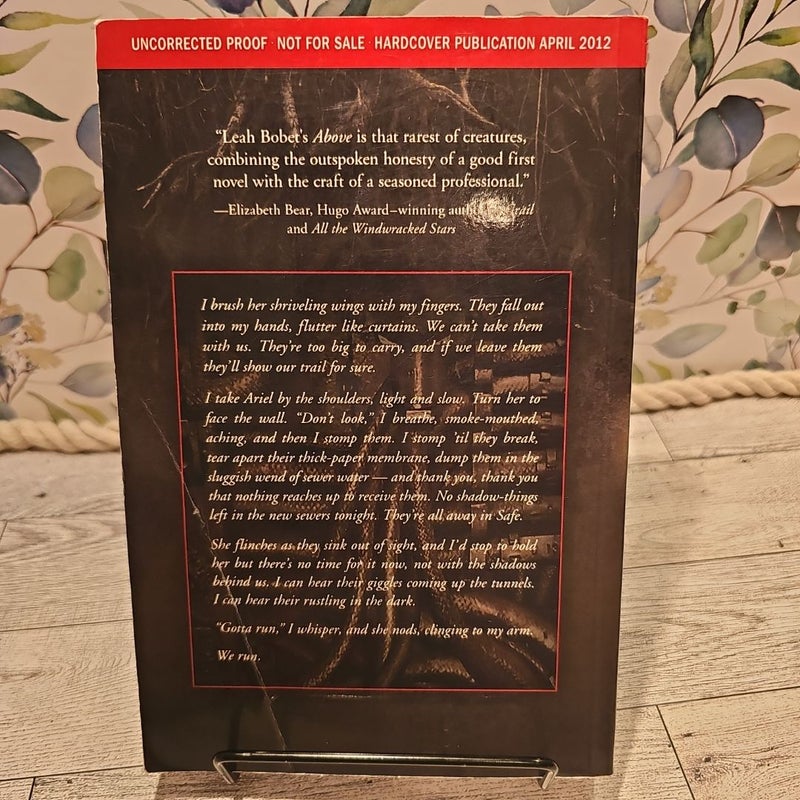 UNCORRECTED PROOF · NOT FOR SALE · HARDCOVER PUBLICATION APRIL 2012
“Leah Bobet's Above is that rarest of creatures,
combining the outspoken honesty of a good first
novel with the craft of a seasoned professional.”
—Elizabeth Bear, Hugo Award–winning
and All the Windwracked Stars
I brush her shriveling wings with my fingers. They fall out
into my hands, flutter like curtains. We can't take them
with us. They're too big to carry, and if we leave them
they'll show our trail for sure.
I take Ariel by the shoulders, light and slow. Turn her to
face the wall. “Don't look,” I breathe, smoke-mouthed,
aching, and then I stomp them. I stomp 'til they break,
tear apart their thick-paper membrane, dump them in the
sluggish wend of sewer water — and thank you, thank you
that nothing reaches up to receive them. No shadow-things
left in the new sewers tonight. They're all away in Safe.
She flinches as they sink out of sight, and I'd stop to hold
her but there's no time for it now, not with the shadows
behind us. I can hear their giggles coming up the tunnels.
I can hear their rustling in the dark.
“Gotta run,” I whisper, and she nods, clinging to my arm.
We run.